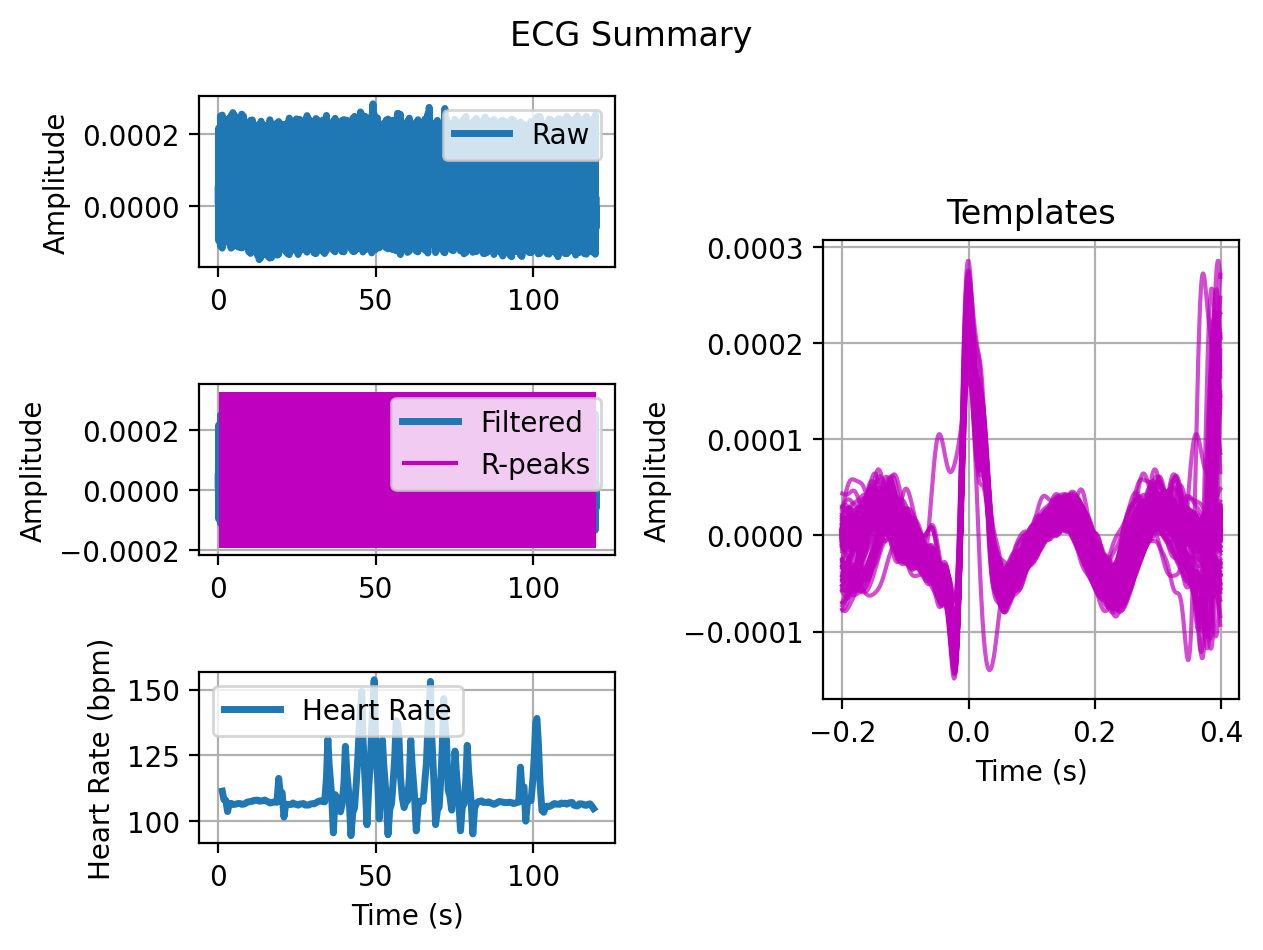 ECG Summary
Amplitude
0.0002
0.0000
Raw
0
50
100
Amplitude
0.0002
0.0000
−0.0002
Filtered
R-peaks
0
50
100
Heart Rate (bpm)
150
125
100
Heart Rate
0
50
100
Time (s)
Templates
Amplitude
0.0003
0.0002
0.0001
0.0000
−0.0001
−0.2
0.0
0.2
0.4
Time (s)